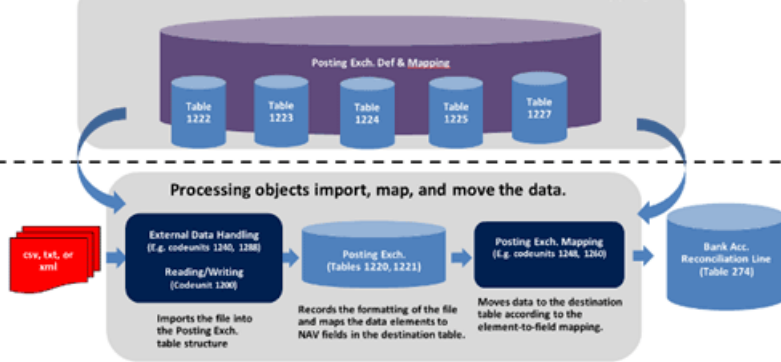 Posting Exch. Def & Mapping
Table
1222
Table
1223
Table
1224
Table
1225
Table
1227
Processing objects import, map, and move the data.
csv, txt, or
xml
External Data Handling
(E.g. codeunits 1240, 1288)
Reading/Writing
(Codeunit 1200)
Posting Exch.
(Tables 1220, 1221)
Posting Exch. Mapping
(E.g. codeunits 1248, 1260)
Bank Acc.
Reconciliation Line
(Table 274)
Imports the file into
the Posting Exch.
table structure
Records the formatting of the file
and maps the data elements to
NAV fields in the destination table.
Moves data to the destination
table according to the
element-to-field mapping.